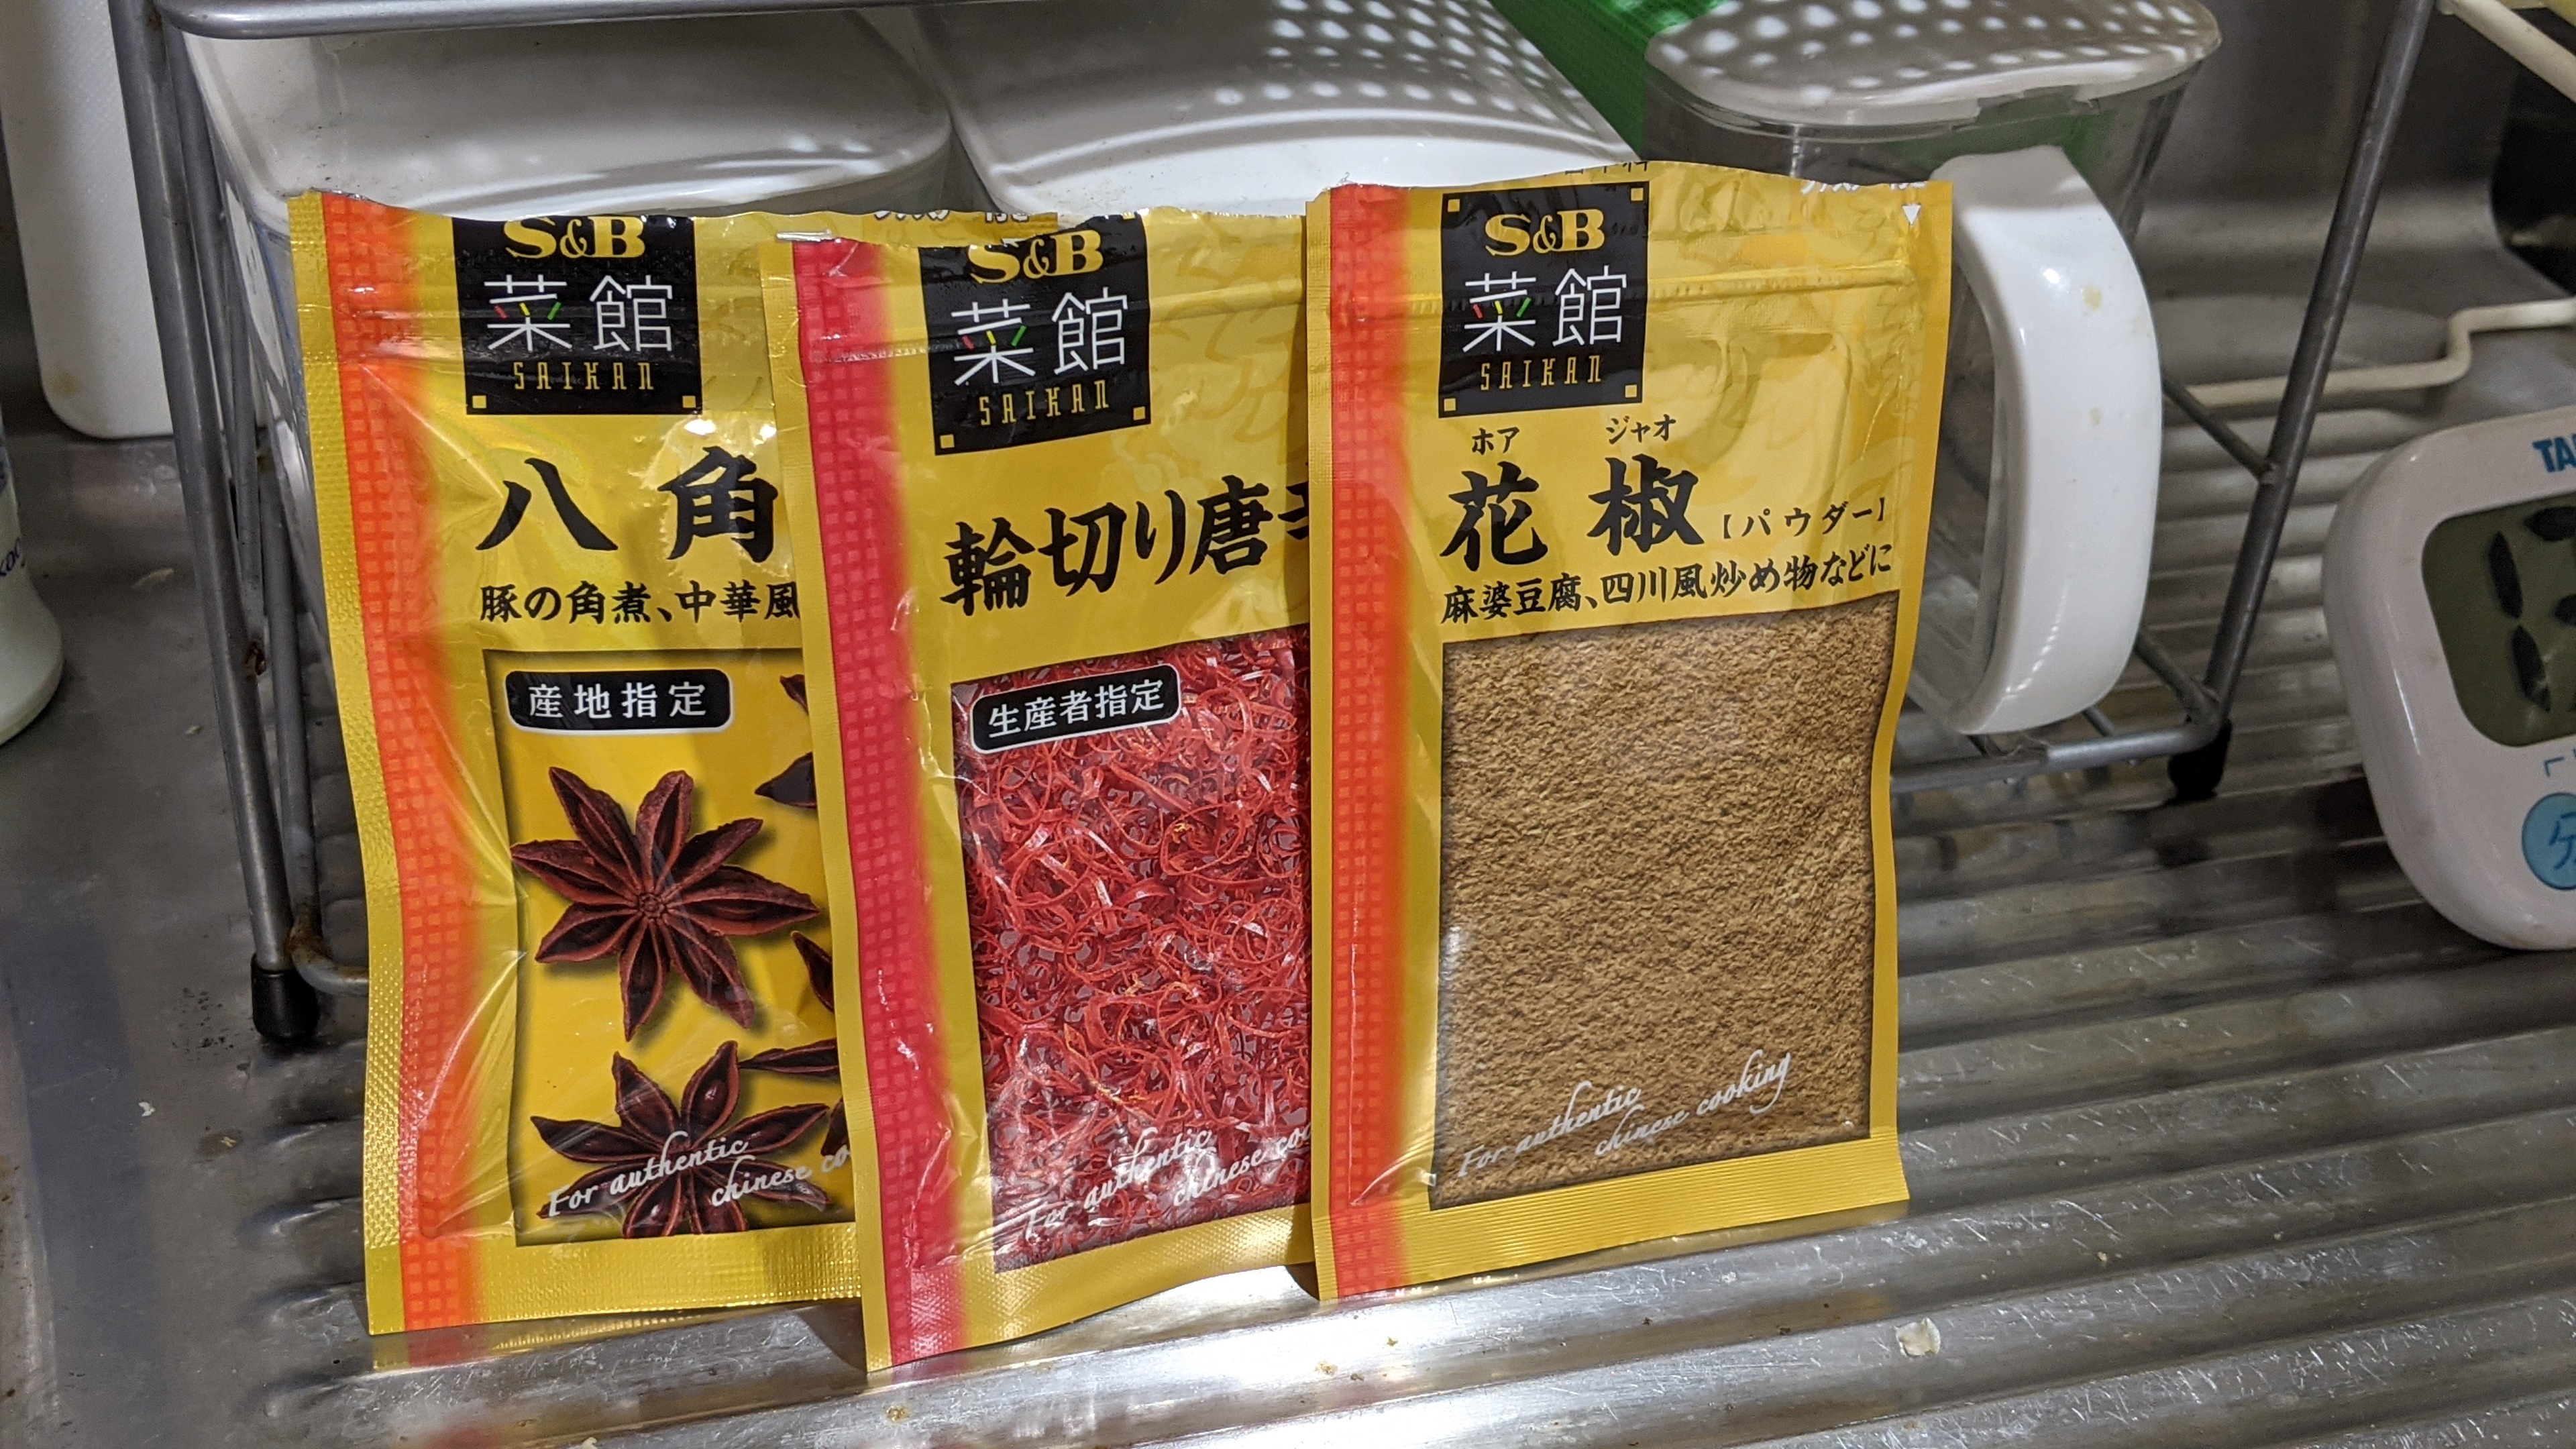 S&B
菜館
SAIKAN
八角
豚の角煮、中華風
産地指定
For authentic
chinese
S&B
菜館
SAIKAN
輪切り唐
生産者指定
For authentic
chinese
S&B
菜館
SAIKAN
ホア ジャオ
花椒【パウダー】
麻婆豆腐、四川風炒め物などに
For authentic
chinese cooking
TA
分